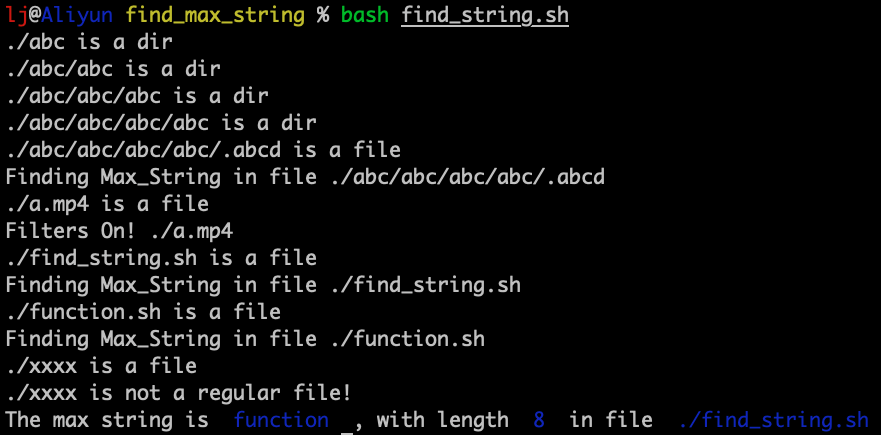 lj@Aliyun find_max_string % bash find_string.sh
./abc is a dir
./abc/abc is a dir
./abc/abc/abc is a dir
./abc/abc/abc/abc is a dir
./abc/abc/abc/abc/.abcd is a file
Finding Max_String in file ./abc/abc/abc/abc/.abcd
./a.mp4 is a file
Filters On! ./a.mp4
./find_string.sh is a file
Finding Max_String in file ./find_string.sh
./function.sh is a file
Finding Max_String in file ./function.sh
./xxxx is a file
./xxxx is not a regular file!
The max string is  function _, with length  8  in file  ./find_string.sh